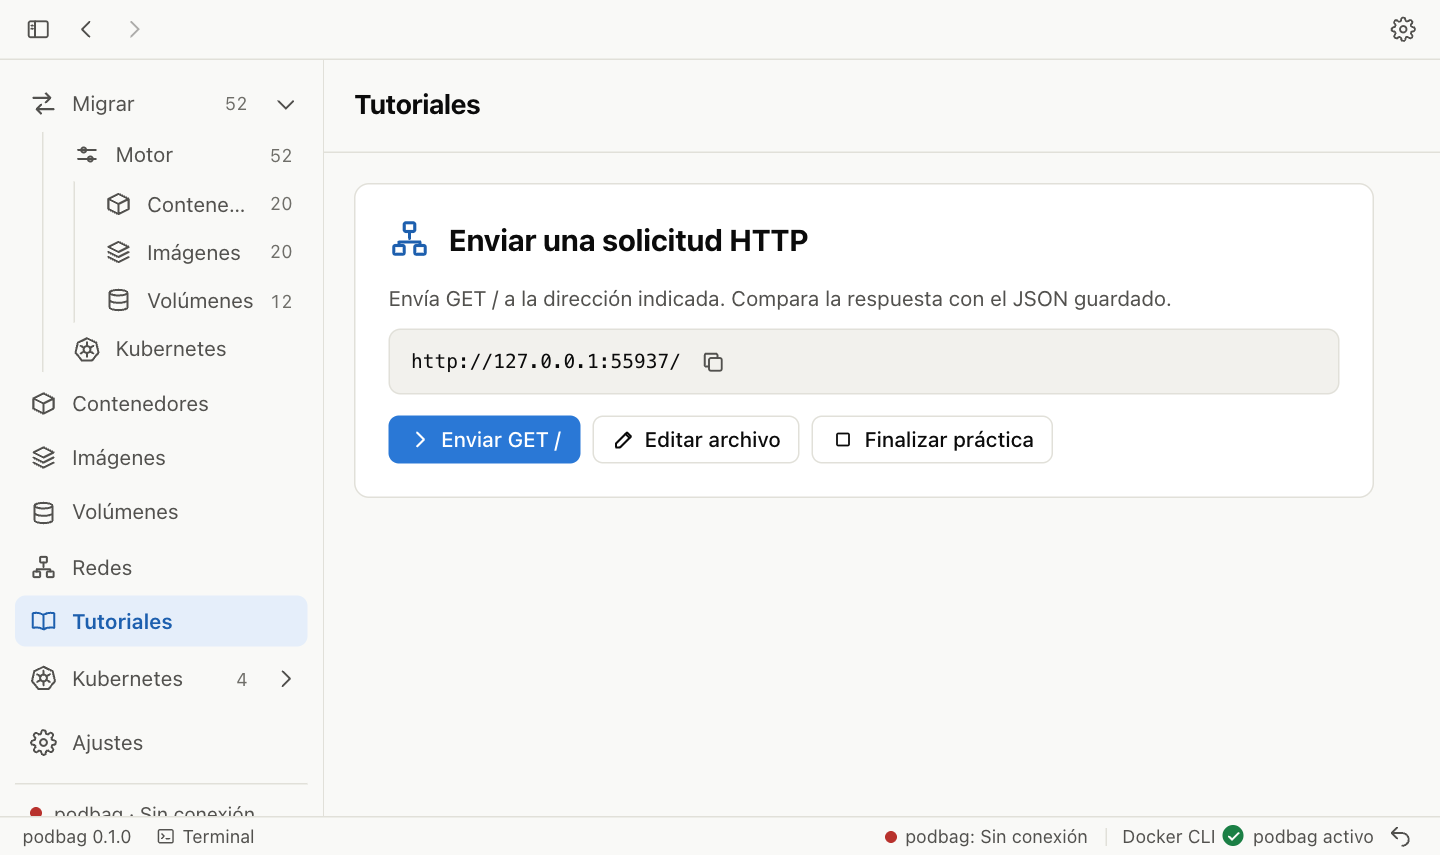 Migrar 52
Motor 52
Contene... 20
Imágenes 20
Volúmenes 12
Kubernetes
Contenedores
Imágenes
Volúmenes
Redes
Tutoriales
Kubernetes 4
Ajustes
podbag · Sin conexión
Tutoriales
Enviar una solicitud HTTP
Envía GET / a la dirección indicada. Compara la respuesta con el JSON guardado.
http://127.0.0.1:55937/
Enviar GET /
Editar archivo
Finalizar práctica
podbag 0.1.0
Terminal
podbag: Sin conexión
Docker CLI
podbag activo